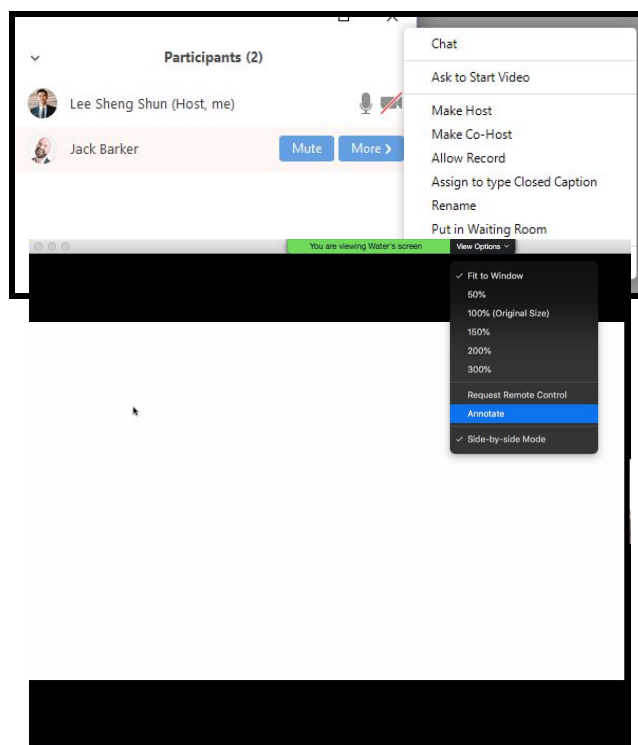 Participants (2)
Lee Sheng Shun (Host, me)
Jack Barker
Mute
More
Chat
Ask to Start Video
Make Host
Make Co-Host
Allow Record
Assign to type Closed Caption
Rename
Put in Waiting Room
You are viewing Water's screen
View Options
Fit to Window
50%
100% (Original Size)
150%
200%
300%
Request Remote Control
Annotate
Side-by-side Mode